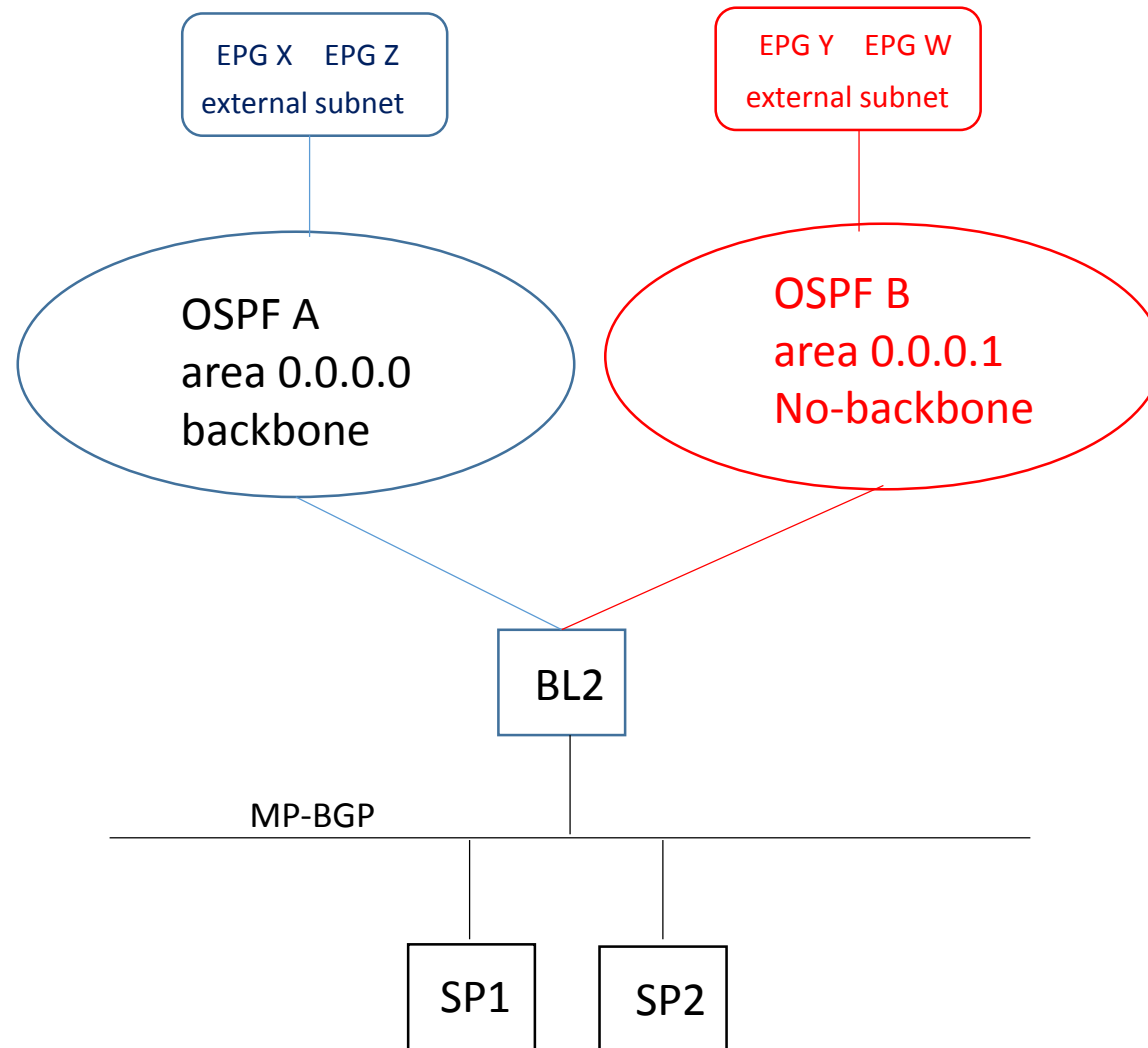 EPG X EPG Z
external subnet
EPG Y EPG W
external subnet
OSPF A
area 0.0.0.0
backbone
OSPF B
area 0.0.0.1
No-backbone
BL2
MP-BGP
SP1
SP2